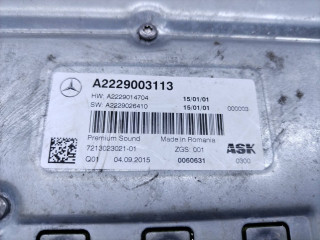 A2229003113
HW: A2229014704 15/01/01
SW: A2229026410 15/01/01 000003
Premium Sound Made in Romania
7213023021-01 ZGS: 001 ASK
Q01 04.09.2015 0060631 0300